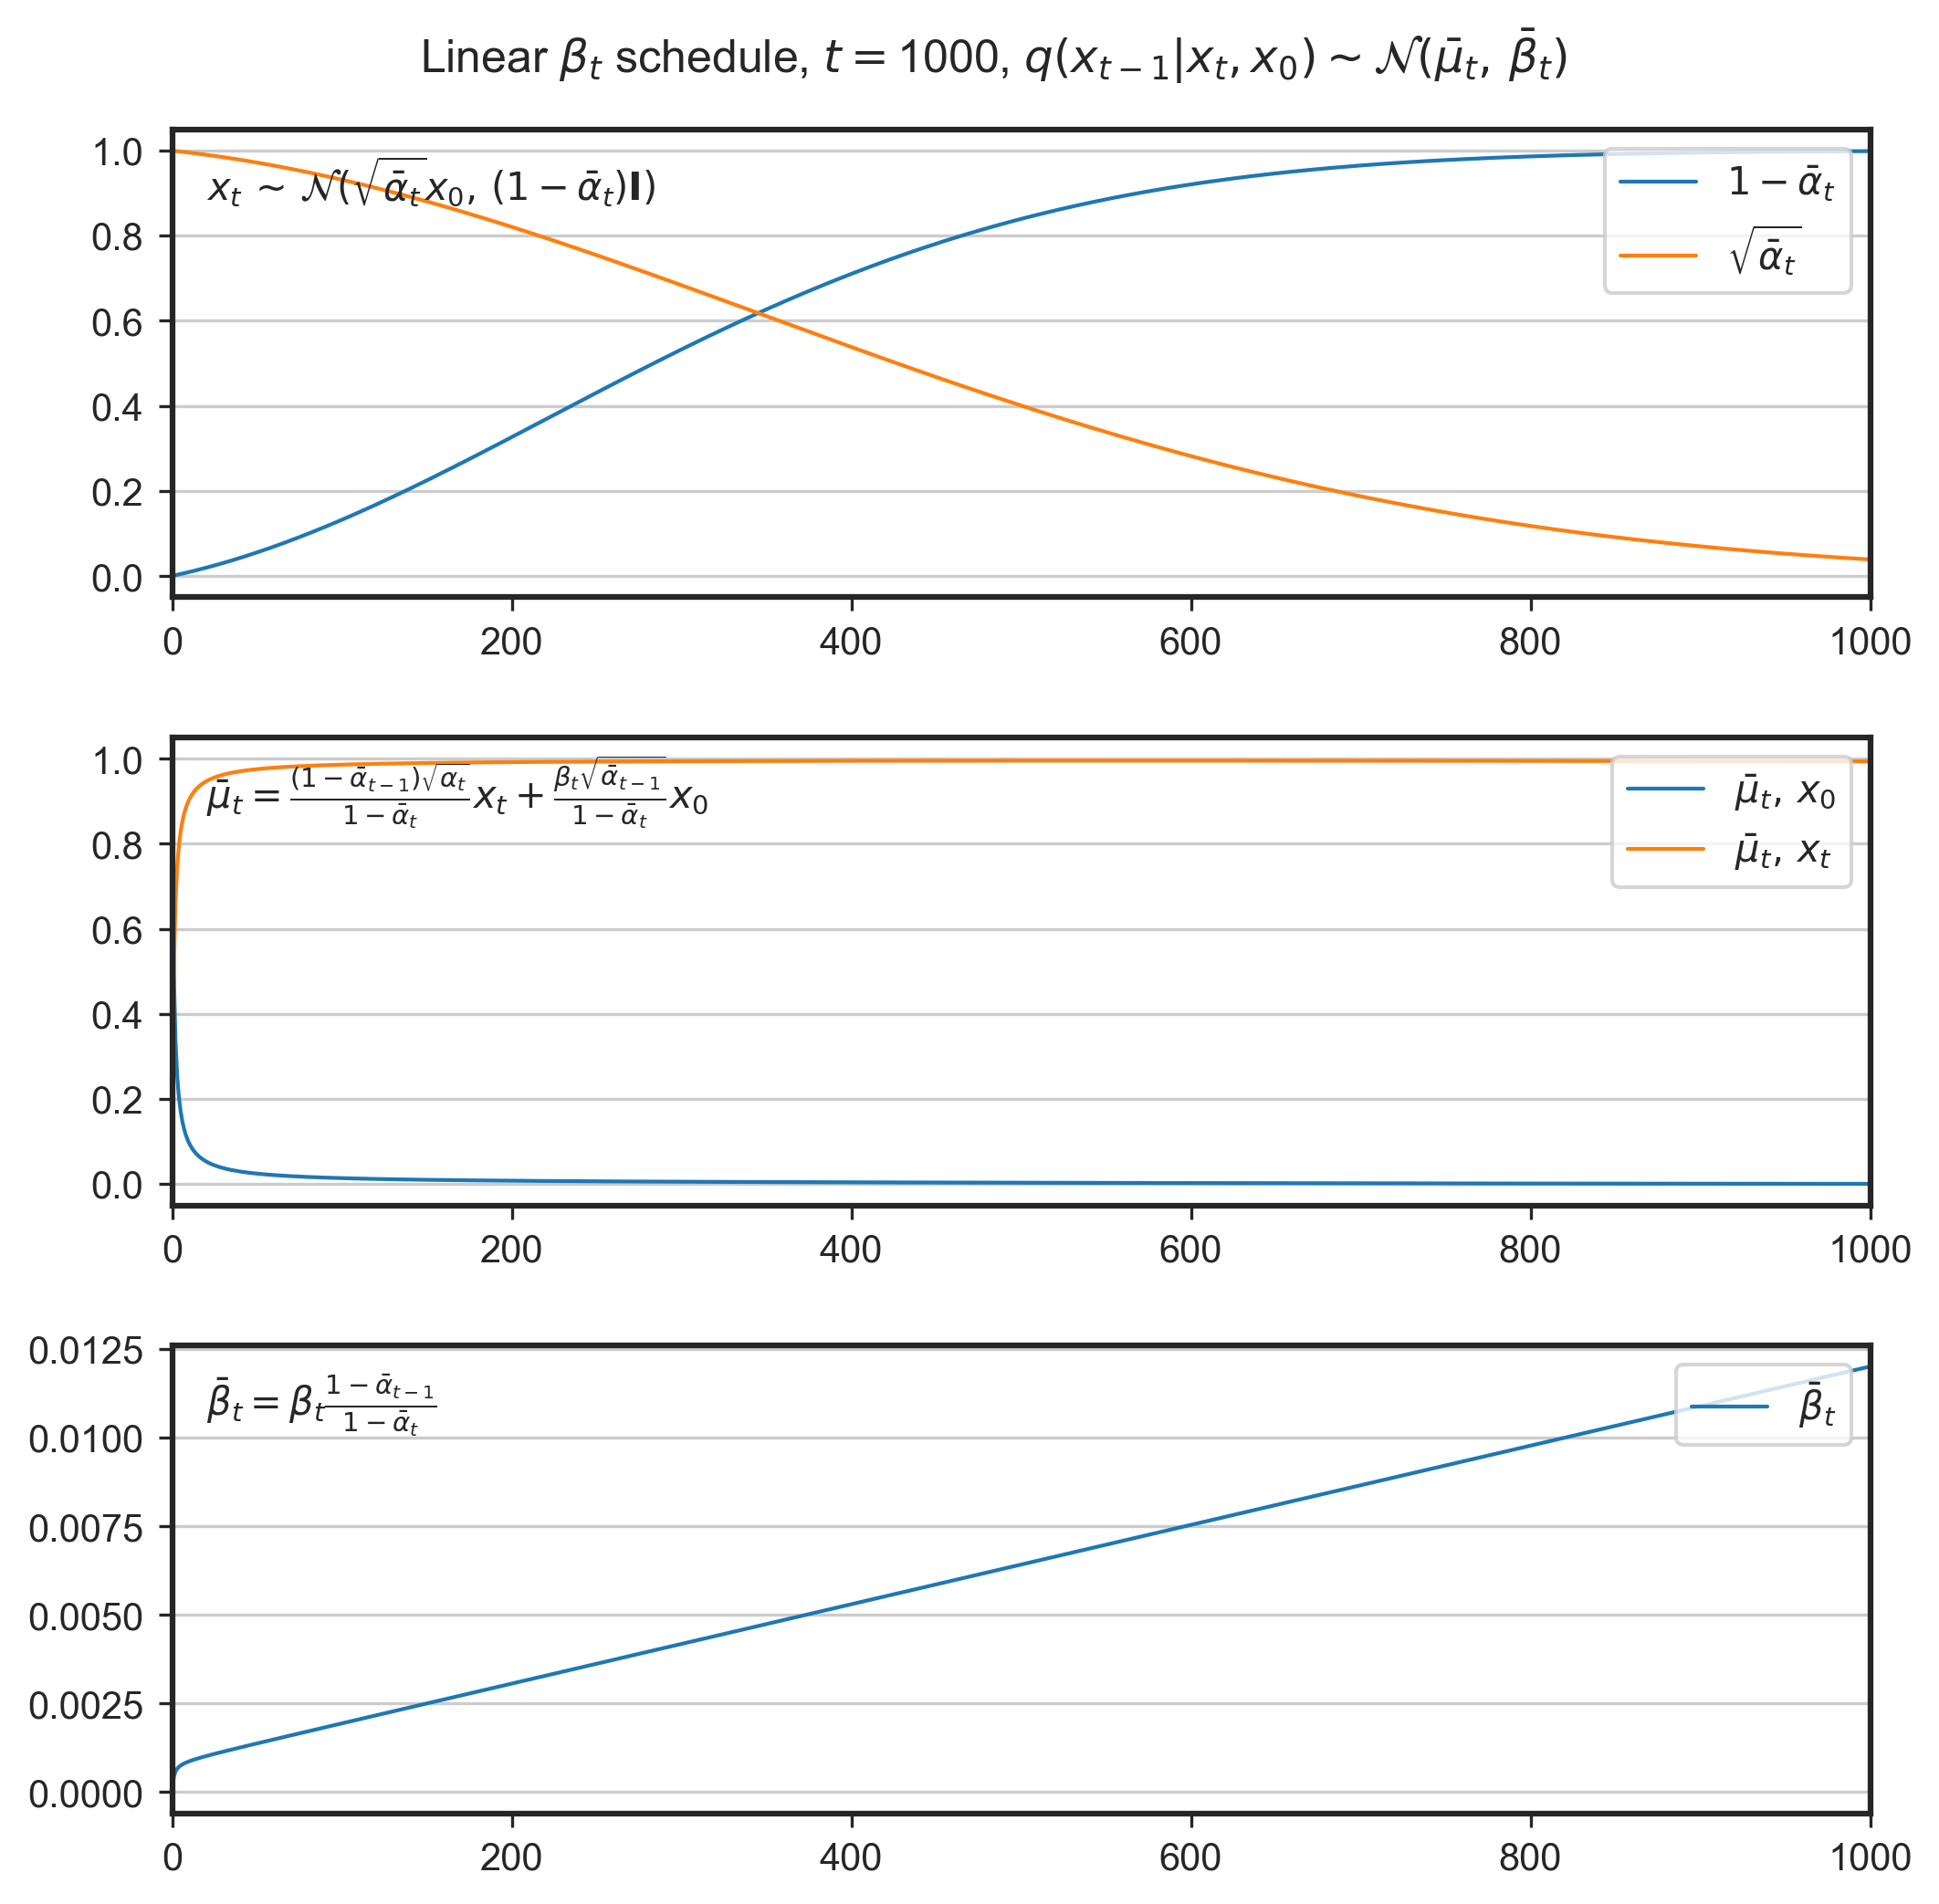 Linear βₜ schedule, t = 1000, q(xₜ₋₁|xₜ, x₀) ~ 𝒩(μ̄ₜ, β̄ₜ)
1.0
0.8
0.6
0.4
0.2
0.0
xₜ ~ 𝒩(√ᾱₜx₀, (1 − ᾱₜ)I)
1 − ᾱₜ
√ᾱₜ
0 200 400 600 800 1000
1.0
0.8
0.6
0.4
0.2
0.0
μ̄ₜ = \frac{(1 − ᾱₜ₋₁)√αₜ}{1 − ᾱₜ}xₜ + \frac{βₜ√ᾱₜ₋₁}{1 − ᾱₜ}x₀
μ̄ₜ, x₀
μ̄ₜ, xₜ
0 200 400 600 800 1000
0.0125
0.0100
0.0075
0.0050
0.0025
0.0000
β̄ₜ = βₜ\frac{1 − ᾱₜ₋₁}{1 − ᾱₜ}
β̄ₜ
0 200 400 600 800 1000